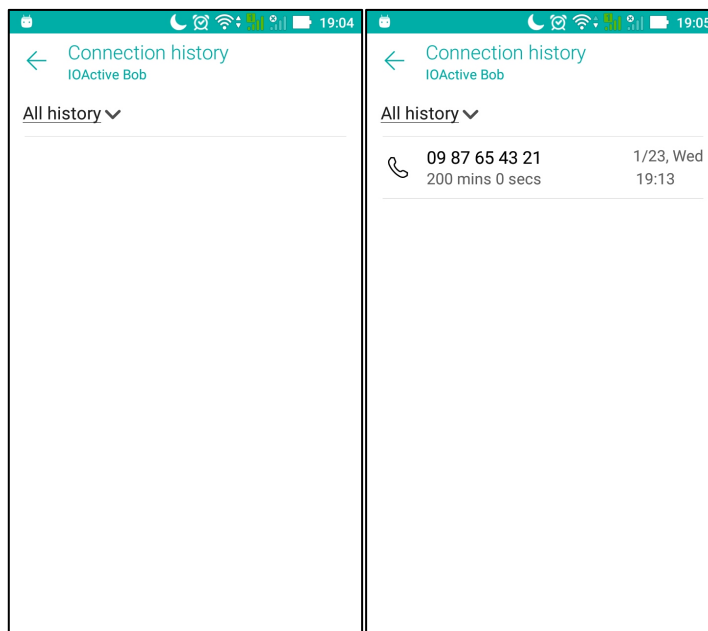 19:04
Connection history
IOActive Bob
All history
19:05
Connection history
IOActive Bob
All history
09 87 65 43 21 1/23, Wed
200 mins 0 secs 19:13